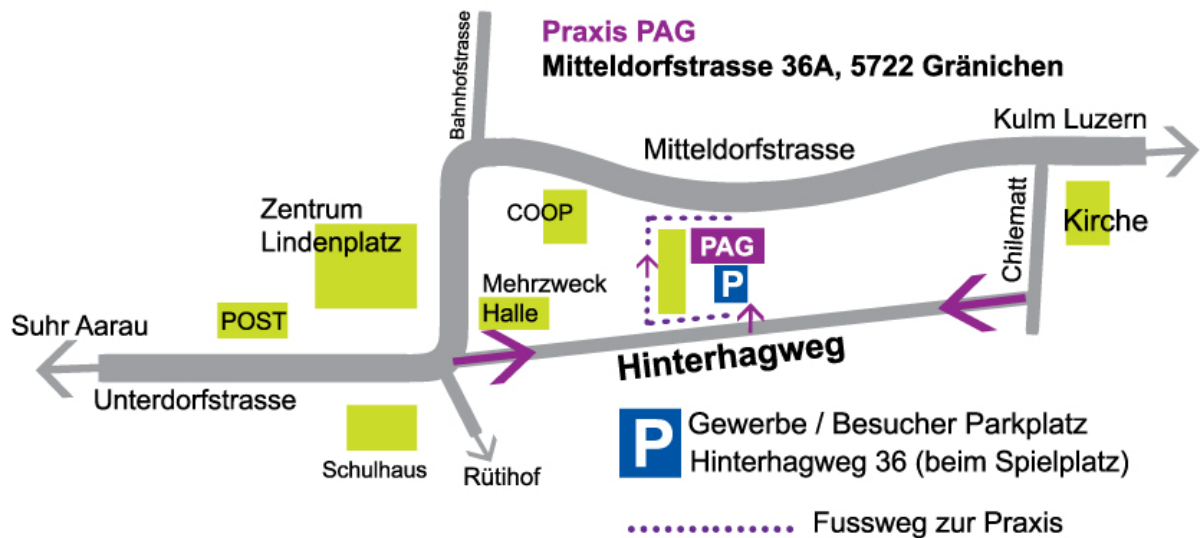 Praxis PAG
Mitteldorfstrasse 36A, 5722 Gränichen
Bahnhofstrasse
Kulm Luzern
Mitteldorfstrasse
Zentrum
Lindenplatz
COOP
Kirche
PAG
Chilematt
P
Mehrzweck
Halle
POST
Suhr Aarau
Hinterhagweg
Unterdorfstrasse
Schulhaus
Rütihof
P
Gewerbe / Besucher Parkplatz
Hinterhagweg 36 (beim Spielplatz)
Fussweg zur Praxis